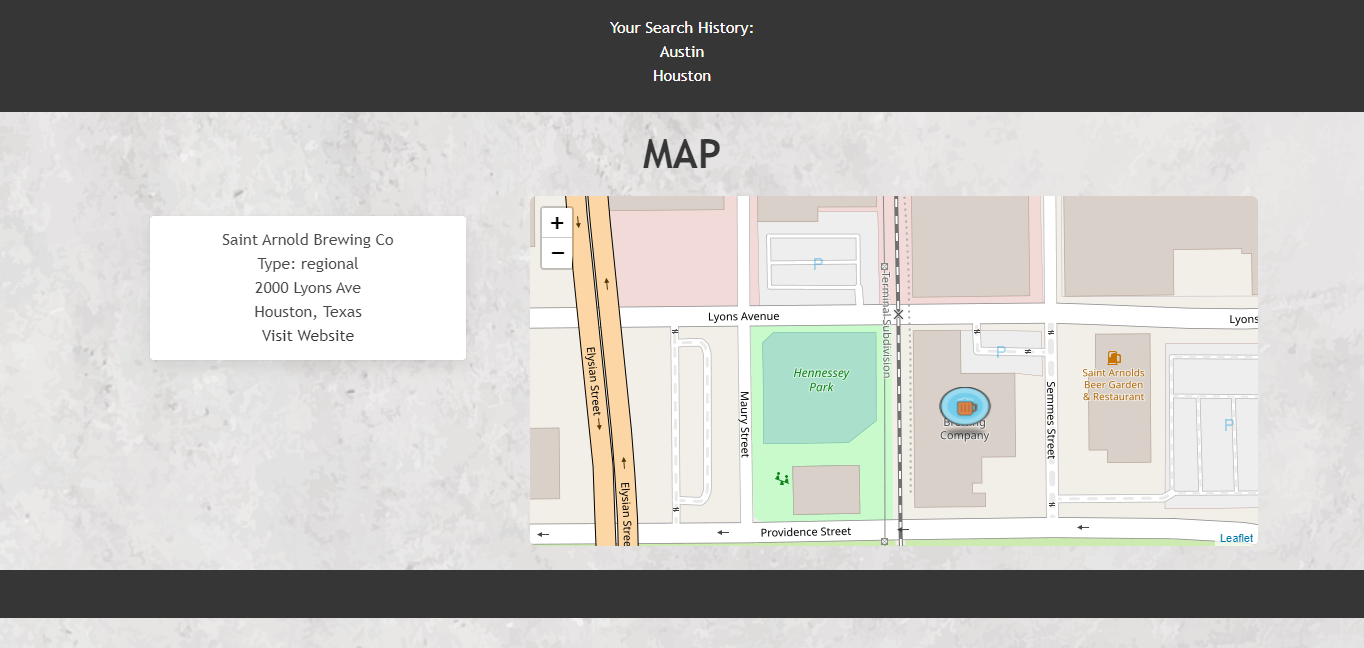 Your Search History:
Austin
Houston
MAP
Saint Arnold Brewing Co
Type: regional
2000 Lyons Ave
Houston, Texas
Visit Website
+
−
P
Terminal Subdivision
Lyons Avenue
Lyons
Elysian Street
Maury Street
Hennessey
Park
P
Semmes Street
Saint Arnolds
Beer Garden
& Restaurant
Brewing
Company
P
Elysian Stree
Providence Street
Leaflet